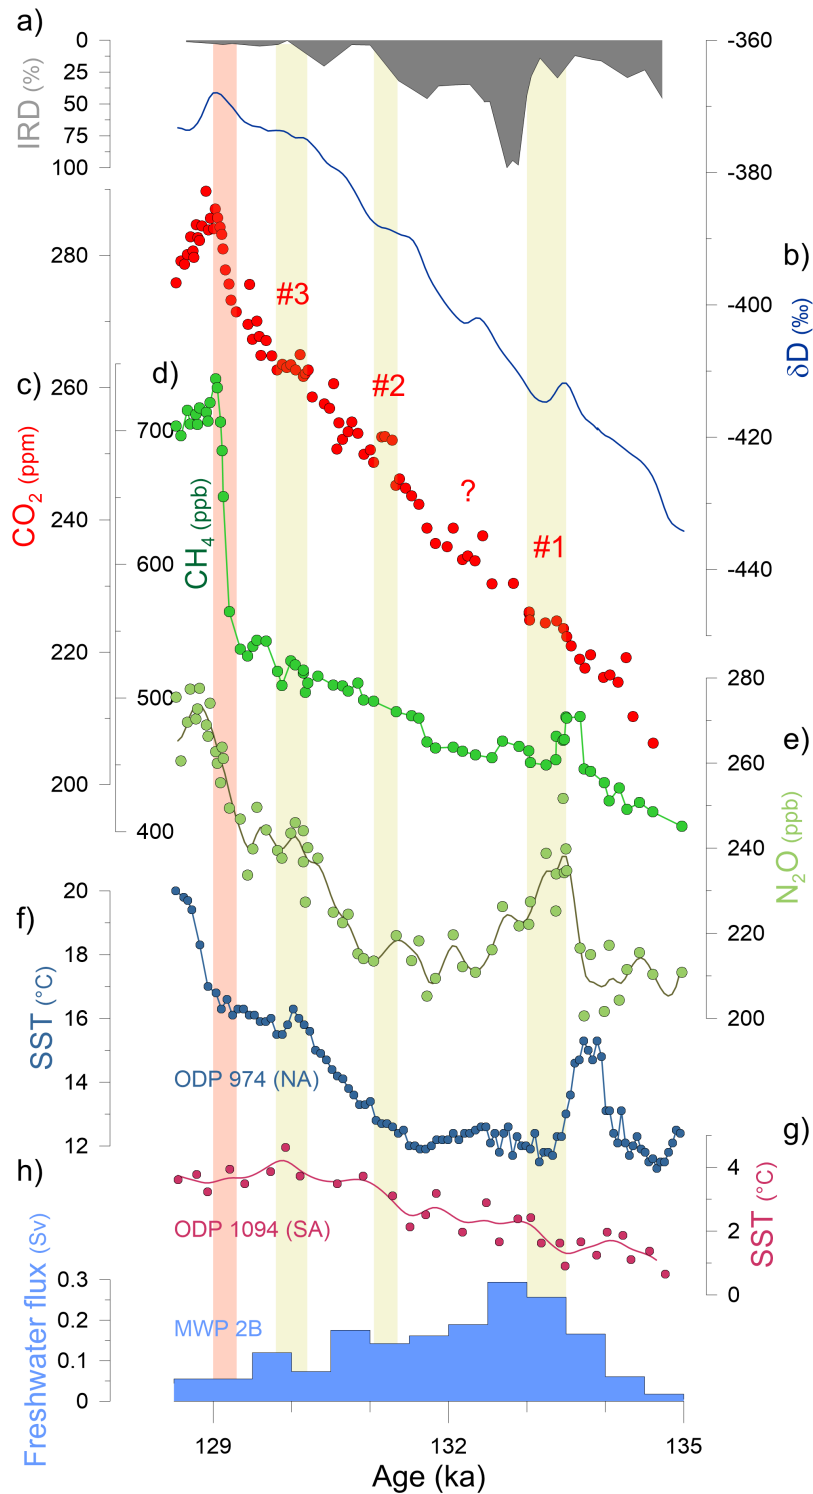 a)
0
25
50
75
100
IRD (%)
-360
-380
-400
-420
-440
b)
δD (‰)
280
260
240
220
200
c)
CO₂ (ppm)
#3
#2
?
#1
d)
700
600
500
400
CH₄ (ppb)
280
260
240
220
200
e)
N₂O (ppb)
f)
20
18
16
14
12
SST (°C)
ODP 974 (NA)
g)
4
2
0
SST (°C)
ODP 1094 (SA)
h)
0.3
0.2
0.1
0
Freshwater flux (Sv)
MWP 2B
129
132
135
Age (ka)